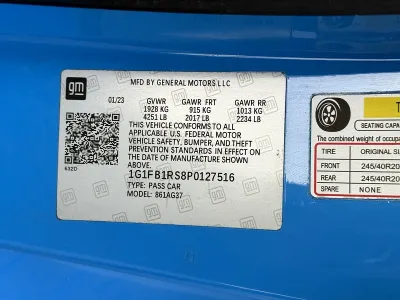 gm
MFD BY GENERAL MOTORS LLC
01/23 GVWR GAWR FRT GAWR RR
1928 KG 915 KG 1013 KG
4251 LB 2017 LB 2234 LB
THIS VEHICLE CONFORMS TO ALL
APPLICABLE U.S. FEDERAL MOTOR
VEHICLE SAFETY, BUMPER, AND THEFT
PREVENTION STANDARDS IN EFFECT ON
THE DATE OF MANUFACTURE SHOWN
ABOVE.
1G1FB1RS8P0127516
TYPE: PASS CAR
MODEL: 861AG37
632D
SEATING CAPA
The combined weight of occupa
TIRE ORIGINAL SI
FRONT 245/40R20
REAR 245/40R20
SPARE NONE